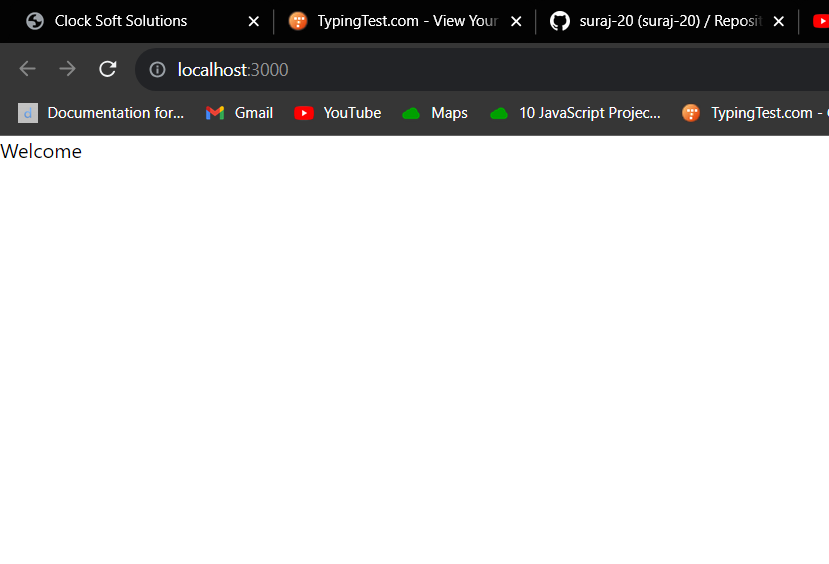 Clock Soft Solutions TypingTest.com - View Your suraj-20 (suraj-20) / Reposit
localhost:3000
d Documentation for... Gmail YouTube Maps 10 JavaScript Projec... TypingTest.com -
Welcome